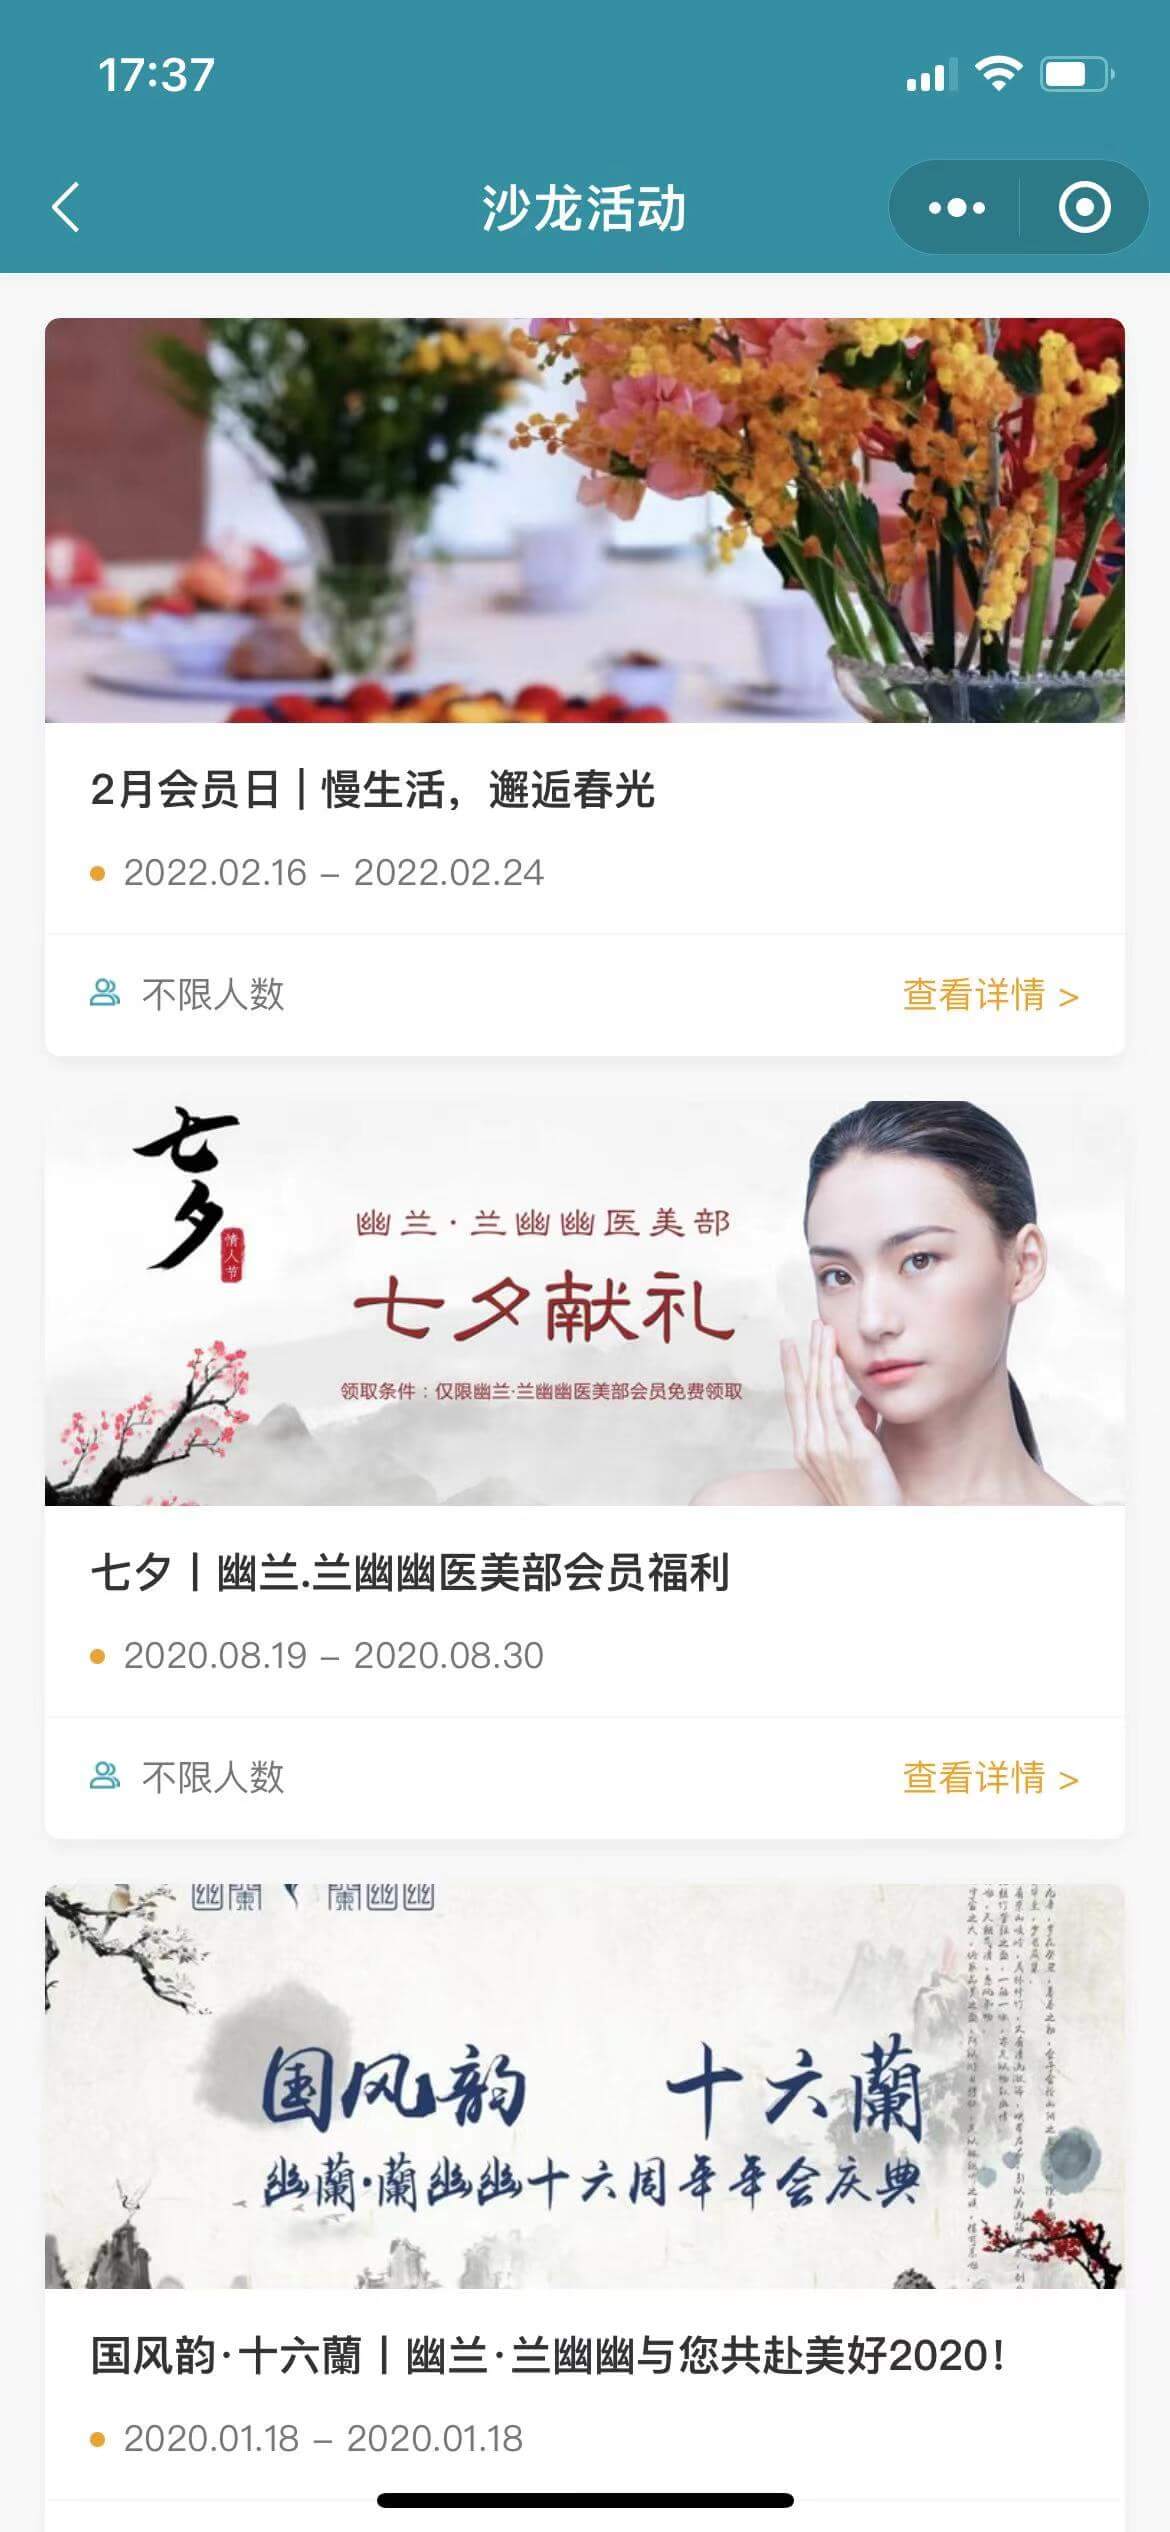 17:37
沙龙活动
2月会员日 | 慢生活，邂逅春光
2022.02.16 – 2022.02.24
不限人数
查看详情 >
七夕
情人节
幽兰·兰幽幽医美部
七夕献礼
领取条件：仅限幽兰·兰幽幽医美部会员免费领取
七夕丨幽兰.兰幽幽医美部会员福利
2020.08.19 – 2020.08.30
不限人数
查看详情 >
幽蘭 蘭幽幽
国风韵 十六蘭
幽蘭·蘭幽幽十六周年年会庆典
国风韵·十六蘭丨幽兰·兰幽幽与您共赴美好2020！
2020.01.18 – 2020.01.18